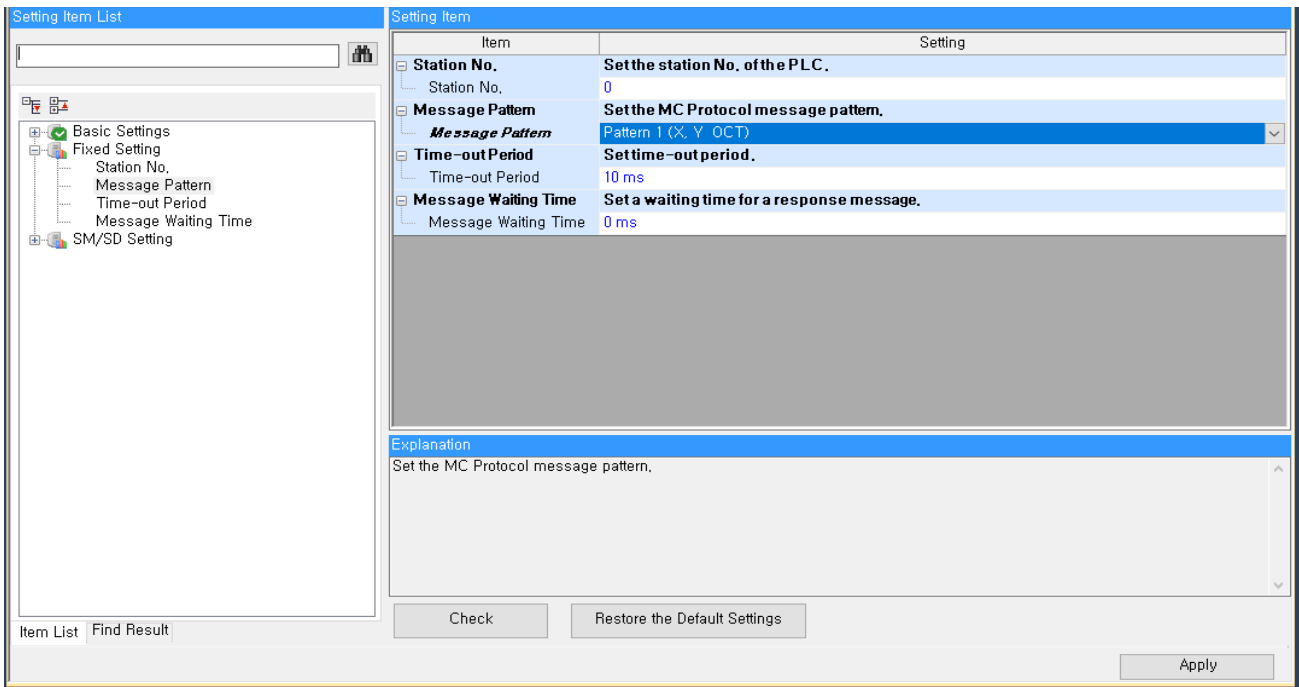 Setting Item List
Basic Settings
Fixed Setting
Station No.
Message Pattern
Time-out Period
Message Waiting Time
SM/SD Setting
Item List Find Result
Setting Item
Item Setting
Station No. Set the station No. of the PLC.
Station No. 0
Message Pattern Set the MC Protocol message pattern.
Message Pattern Pattern 1 (X, Y OCT)
Time-out Period Set time-out period.
Time-out Period 10 ms
Message Waiting Time Set a waiting time for a response message.
Message Waiting Time 0 ms
Explanation
Set the MC Protocol message pattern.
Check Restore the Default Settings
Apply